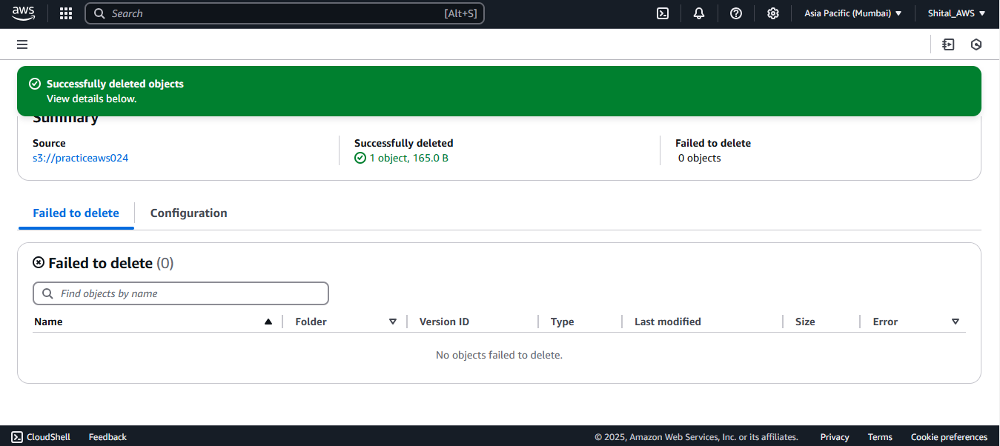 aws Search [Alt+S] Asia Pacific (Mumbai) Shital_AWS
Successfully deleted objects
View details below.
Summary
Source Successfully deleted Failed to delete
s3://practiceaws024 1 object, 165.0 B 0 objects
Failed to delete Configuration
Failed to delete (0)
Find objects by name
Name Folder Version ID Type Last modified Size Error
No objects failed to delete.
CloudShell Feedback © 2025, Amazon Web Services, Inc. or its affiliates. Privacy Terms Cookie preferences